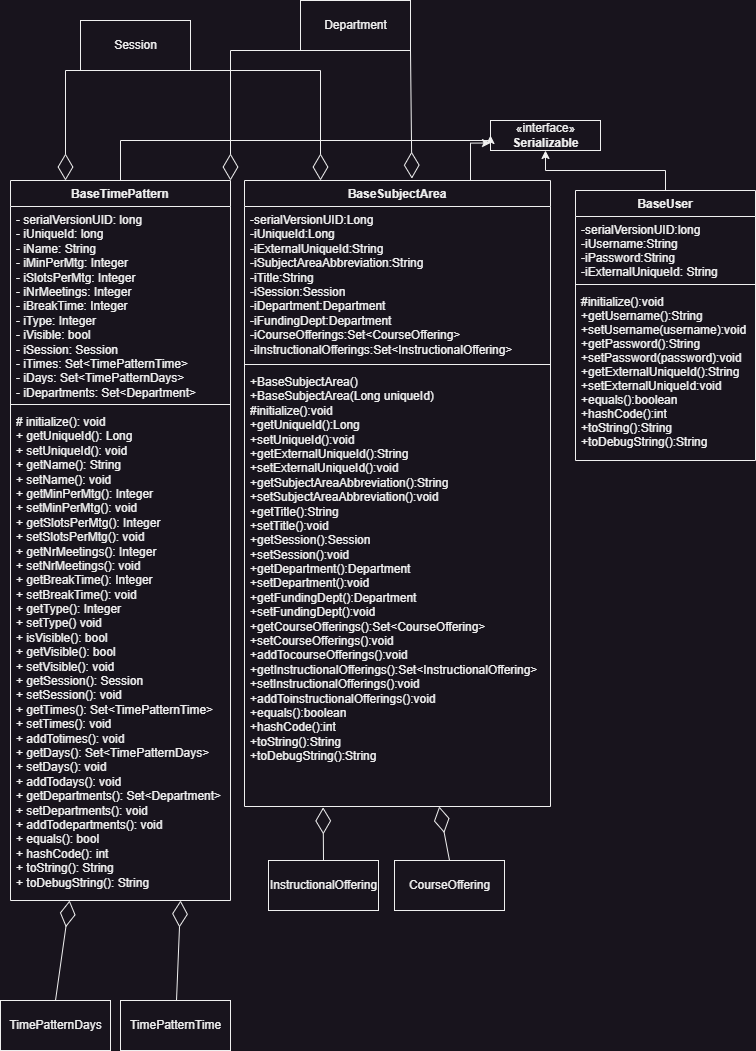 Department
Session
«interface»
Serializable
BaseTimePattern
- serialVersionUID: long
- iUniqueId: long
- iName: String
- iMinPerMtg: Integer
- iSlotsPerMtg: Integer
- iNrMeetings: Integer
- iBreakTime: Integer
- iType: Integer
- iVisible: bool
- iSession: Session
- iTimes: Set<TimePatternTime>
- iDays: Set<TimePatternDays>
- iDepartments: Set<Department>
# initialize(): void
+ getUniqueId(): Long
+ setUniqueId(): void
+ getName(): String
+ setName(): void
+ getMinPerMtg(): Integer
+ setMinPerMtg(): void
+ getSlotsPerMtg(): Integer
+ setSlotsPerMtg(): void
+ getNrMeetings(): Integer
+ setNrMeetings(): void
+ getBreakTime(): Integer
+ setBreakTime(): void
+ getType(): Integer
+ setType() void
+ isVisible(): bool
+ getVisible(): bool
+ setVisible(): void
+ getSession(): Session
+ setSession(): void
+ getTimes(): Set<TimePatternTime>
+ setTimes(): void
+ addTotimes(): void
+ getDays(): Set<TimePatternDays>
+ setDays(): void
+ addTodays(): void
+ getDepartments(): Set<Department>
+ setDepartments(): void
+ addTodepartments(): void
+ equals(): bool
+ hashCode(): int
+ toString(): String
+ toDebugString(): String
BaseSubjectArea
-serialVersionUID:Long
-iUniqueId:Long
-iExternalUniqueId:String
-iSubjectAreaAbbreviation:String
-iTitle:String
-iSession:Session
-iDepartment:Department
-iFundingDept:Department
-iCourseOfferings:Set<CourseOffering>
-iInstructionalOfferings:Set<InstructionalOffering>
+BaseSubjectArea()
+BaseSubjectArea(Long uniqueId)
#initialize():void
+getUniqueId():Long
+setUniqueId():void
+getExternalUniqueId():String
+setExternalUniqueId():void
+getSubjectAreaAbbreviation():String
+setSubjectAreaAbbreviation():void
+getTitle():String
+setTitle():void
+getSession():Session
+setSession():void
+getDepartment():Department
+setDepartment():void
+getFundingDept():Department
+setFundingDept():void
+getCourseOfferings():Set<CourseOffering>
+setCourseOfferings():void
+addTocourseOfferings():void
+getInstructionalOfferings():Set<InstructionalOffering>
+setInstructionalOfferings():void
+addToinstructionalOfferings():void
+equals():boolean
+hashCode():int
+toString():String
+toDebugString():String
BaseUser
-serialVersionUID:long
-iUsername:String
-iPassword:String
-iExternalUniqueId: String
#initialize():void
+getUsername():String
+setUsername(username):void
+getPassword():String
+setPassword(password):void
+getExternalUniqueId():String
+setExternalUniqueId:void
+equals():boolean
+hashCode():int
+toString():String
+toDebugString():String
InstructionalOffering
CourseOffering
TimePatternDays
TimePatternTime